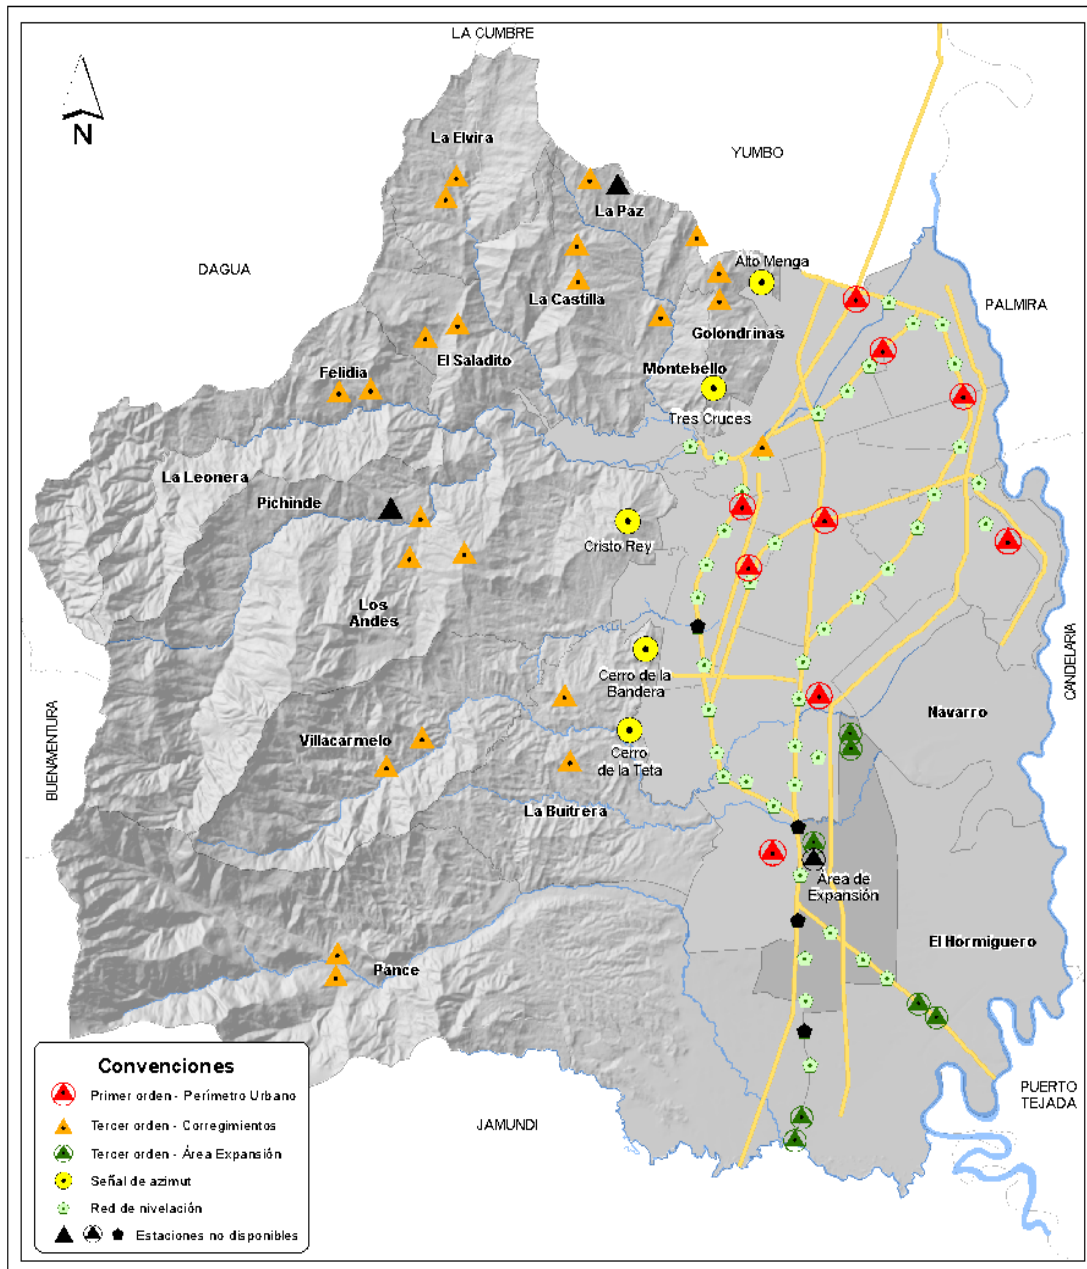 LA CUMBRE
N
La Elvira
YUMBO
La Paz
DAGUA
Alto Menga
La Castilla
PALMIRA
Golondrinas
El Saladito
Felidia
Montebello
Tres Cruces
La Leonera
Pichinde
Cristo Rey
Los
Andes
CANDELARIA
Cerro de la
Bandera
BUENAVENTURA
Navarro
Villacarmelo
Cerro
de la Teta
La Buitrera
Área de
Expansión
El Hormiguero
Pance
Convenciones
Primer orden - Perímetro Urbano
Tercer orden - Corregimientos
Tercer orden - Área Expansión
Señal de azimut
Red de nivelación
Estaciones no disponibles
JAMUNDI
PUERTO
TEJADA